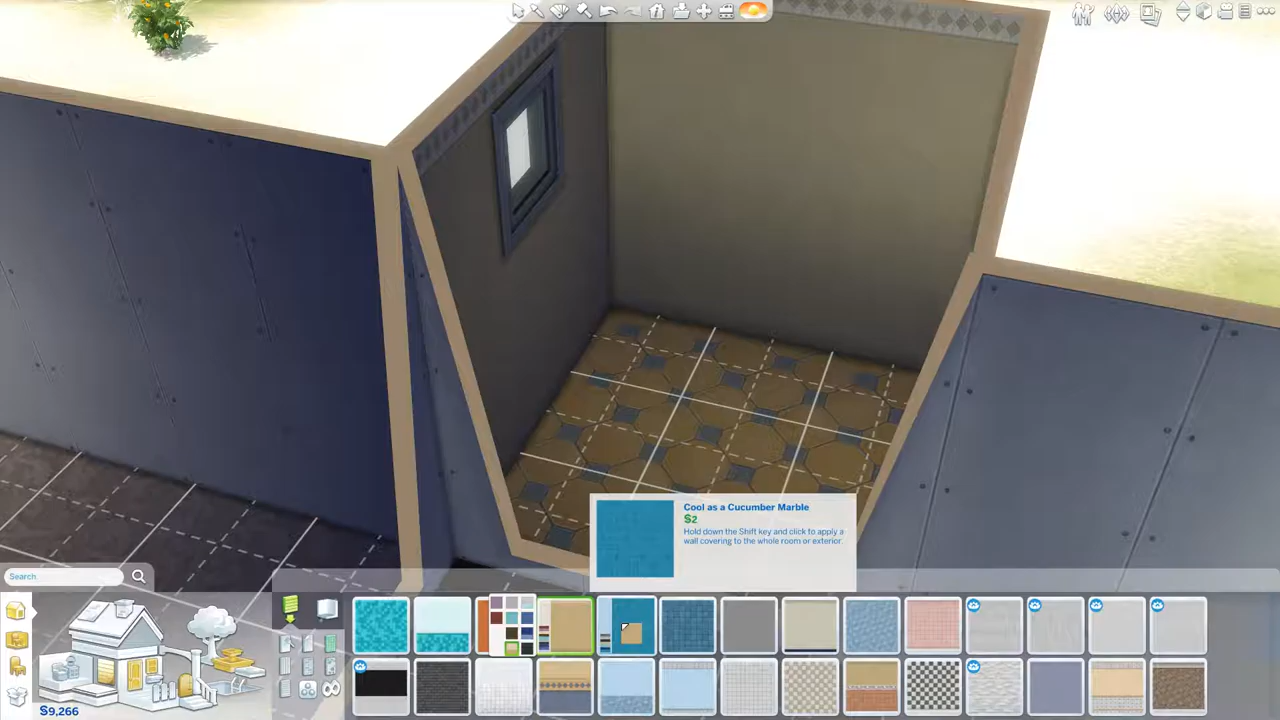 Cool as a Cucumber Marble
$2
Hold down the Shift key and click to apply a
wall covering to the whole room or exterior.
Search
$9,266